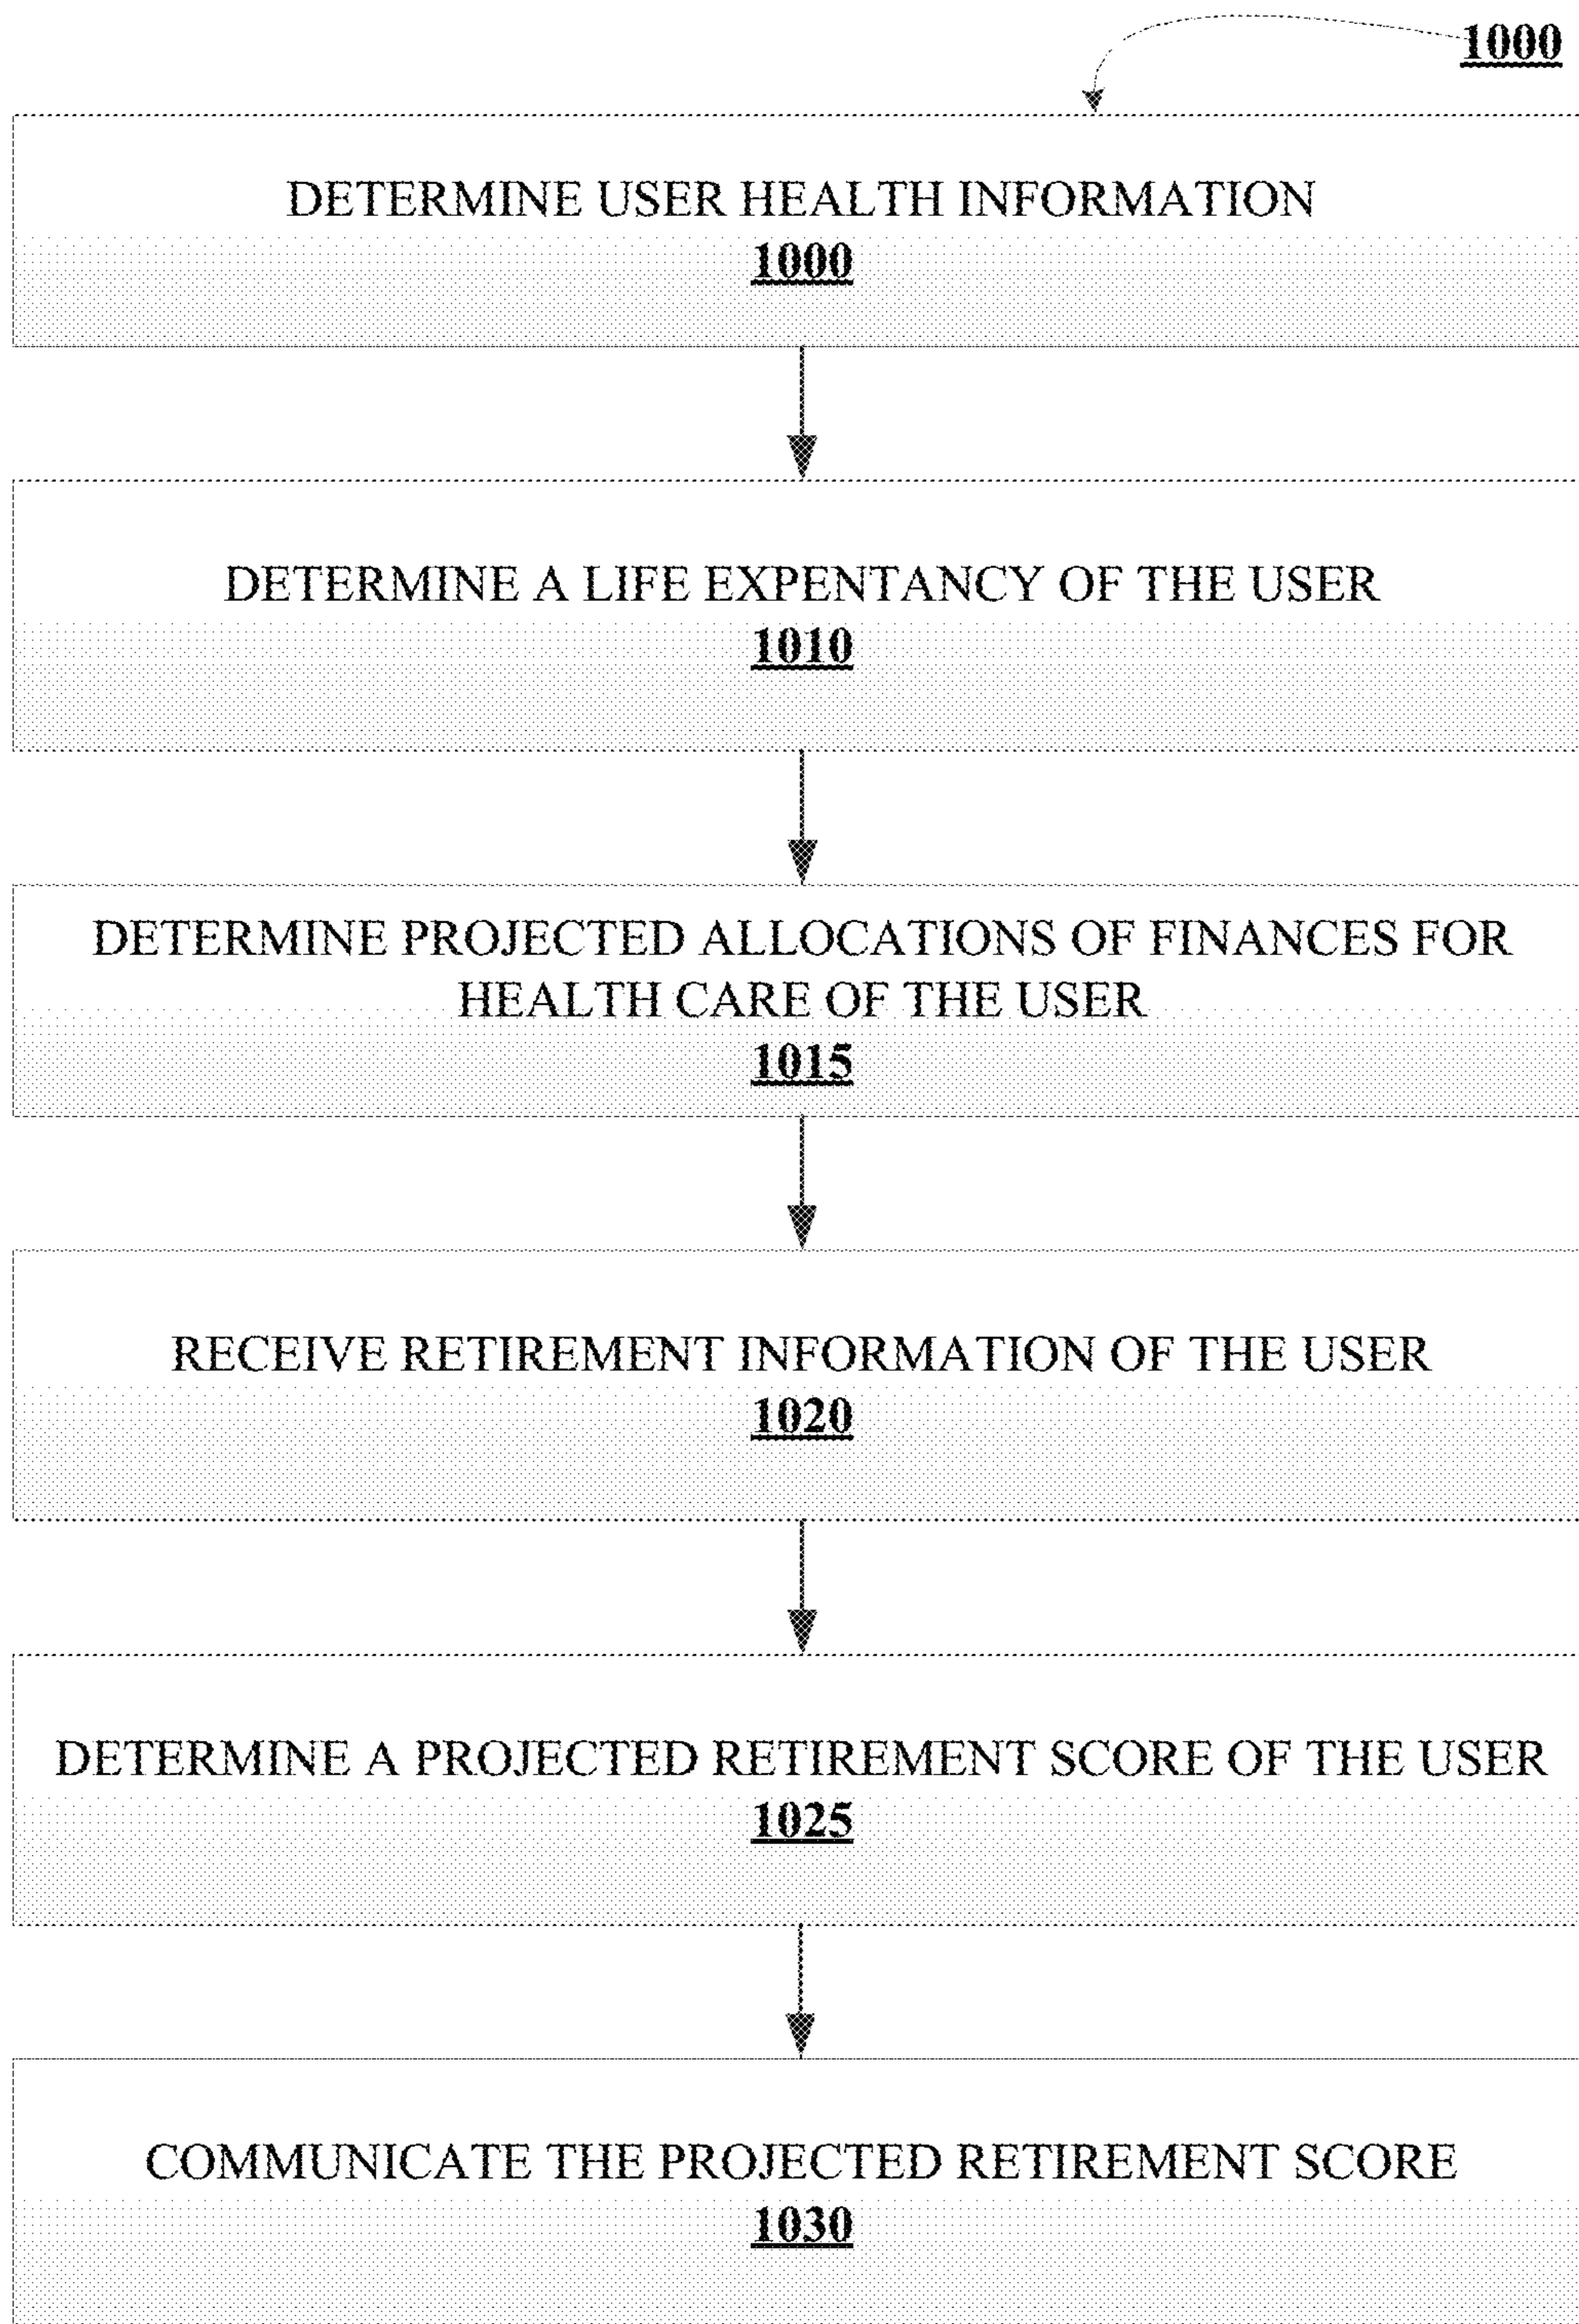 1000
DETERMINE USER HEALTH INFORMATION
1000
DETERMINE A LIFE EXPENTANCY OF THE USER
1010
DETERMINE PROJECTED ALLOCATIONS OF FINANCES FOR
HEALTH CARE OF THE USER
1015
RECEIVE RETIREMENT INFORMATION OF THE USER
1020
DETERMINE A PROJECTED RETIREMENT SCORE OF THE USER
1025
COMMUNICATE THE PROJECTED RETIREMENT SCORE
1030